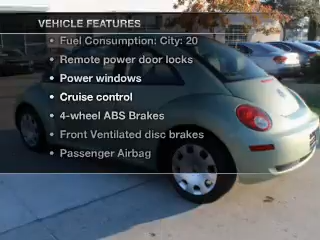 VEHICLE FEATURES
• Fuel Consumption: City: 20
• Remote power door locks
• Power windows
• Cruise control
• 4-wheel ABS Brakes
• Front Ventilated disc brakes
• Passenger Airbag